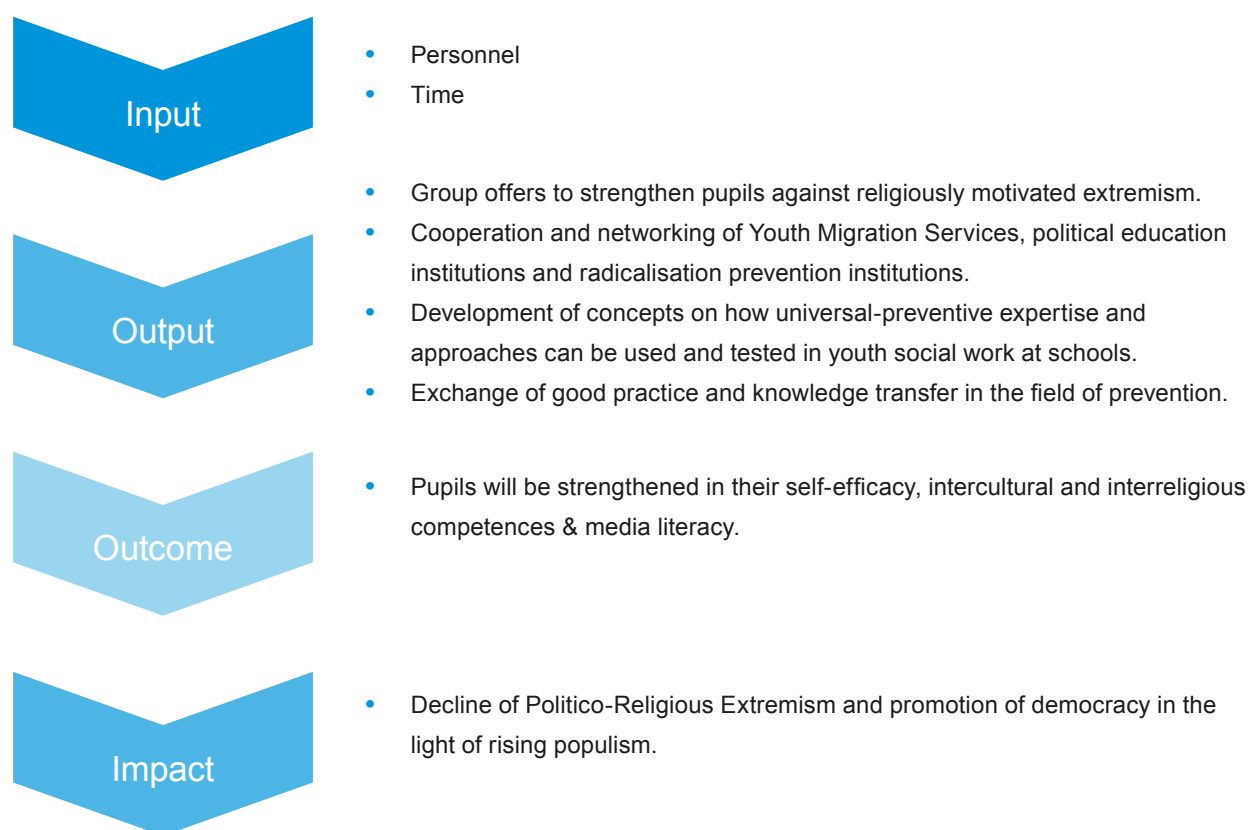 Input
• Personnel
• Time
Output
• Group offers to strengthen pupils against religiously motivated extremism.
• Cooperation and networking of Youth Migration Services, political education
institutions and radicalisation prevention institutions.
• Development of concepts on how universal-preventive expertise and
approaches can be used and tested in youth social work at schools.
• Exchange of good practice and knowledge transfer in the field of prevention.
Outcome
• Pupils will be strengthened in their self-efficacy, intercultural and interreligious
competences & media literacy.
Impact
• Decline of Politico-Religious Extremism and promotion of democracy in the
light of rising populism.